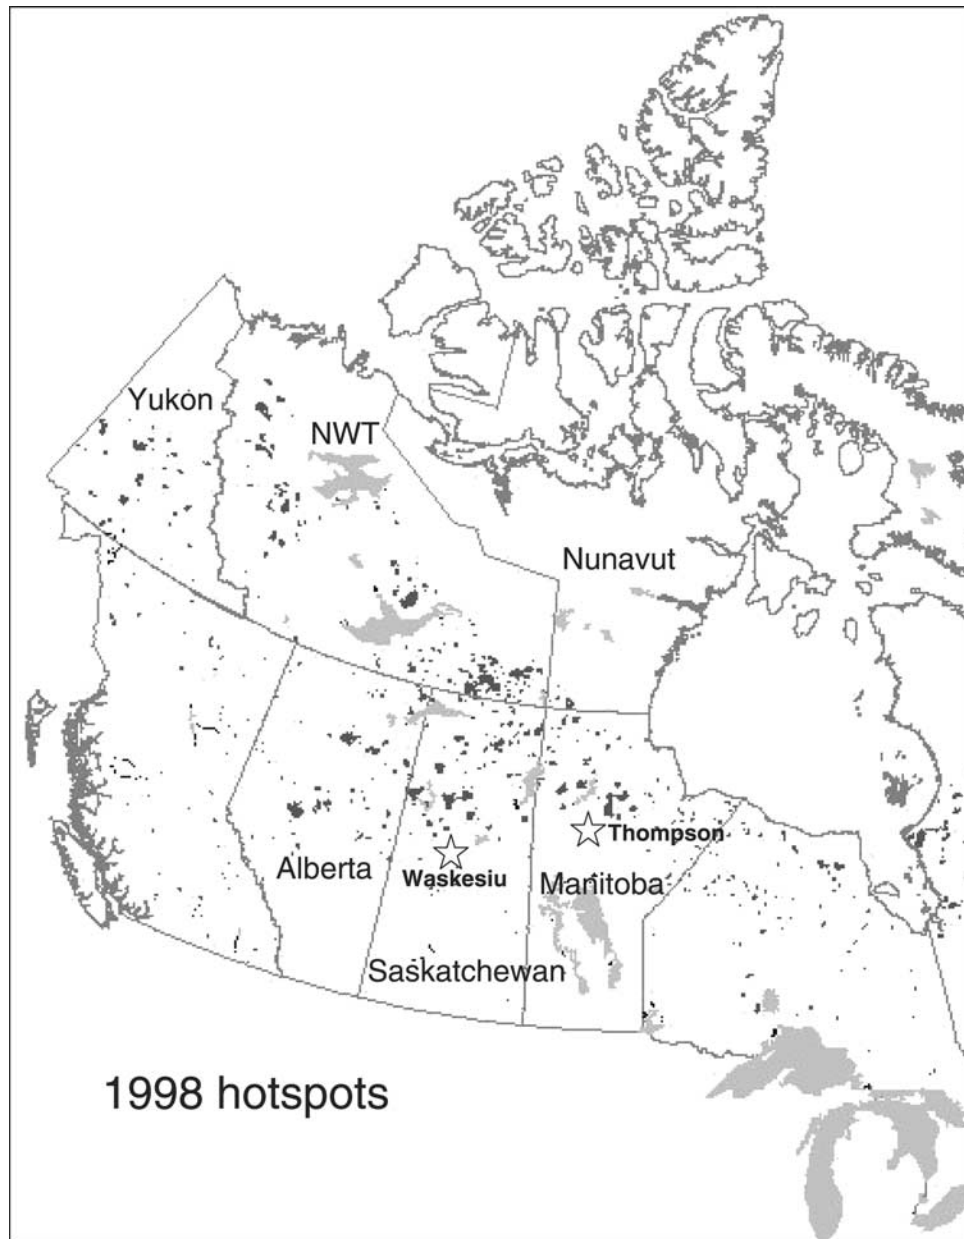 Yukon
NWT
Nunavut
Thompson
Alberta
Waskesiu
Manitoba
Saskatchewan
1998 hotspots